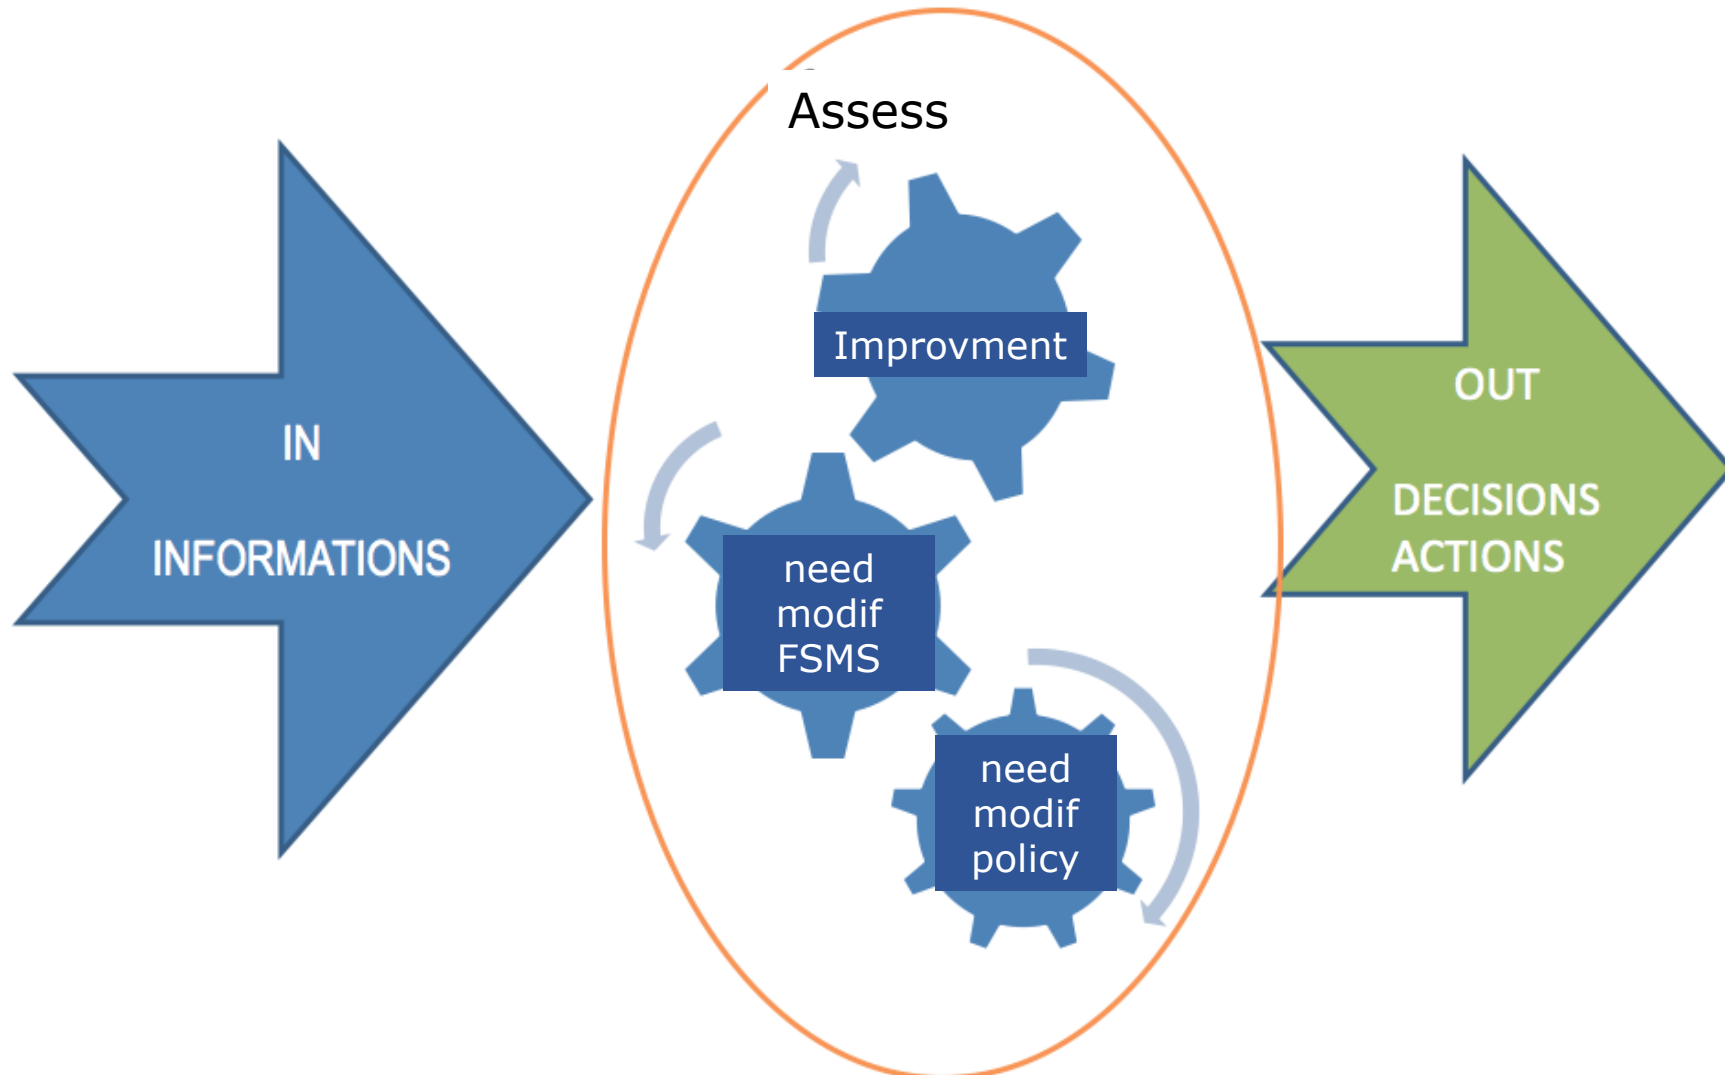 IN
INFORMATIONS
Assess
Improvment
need
modif
FSMS
need
modif
policy
OUT
DECISIONS
ACTIONS